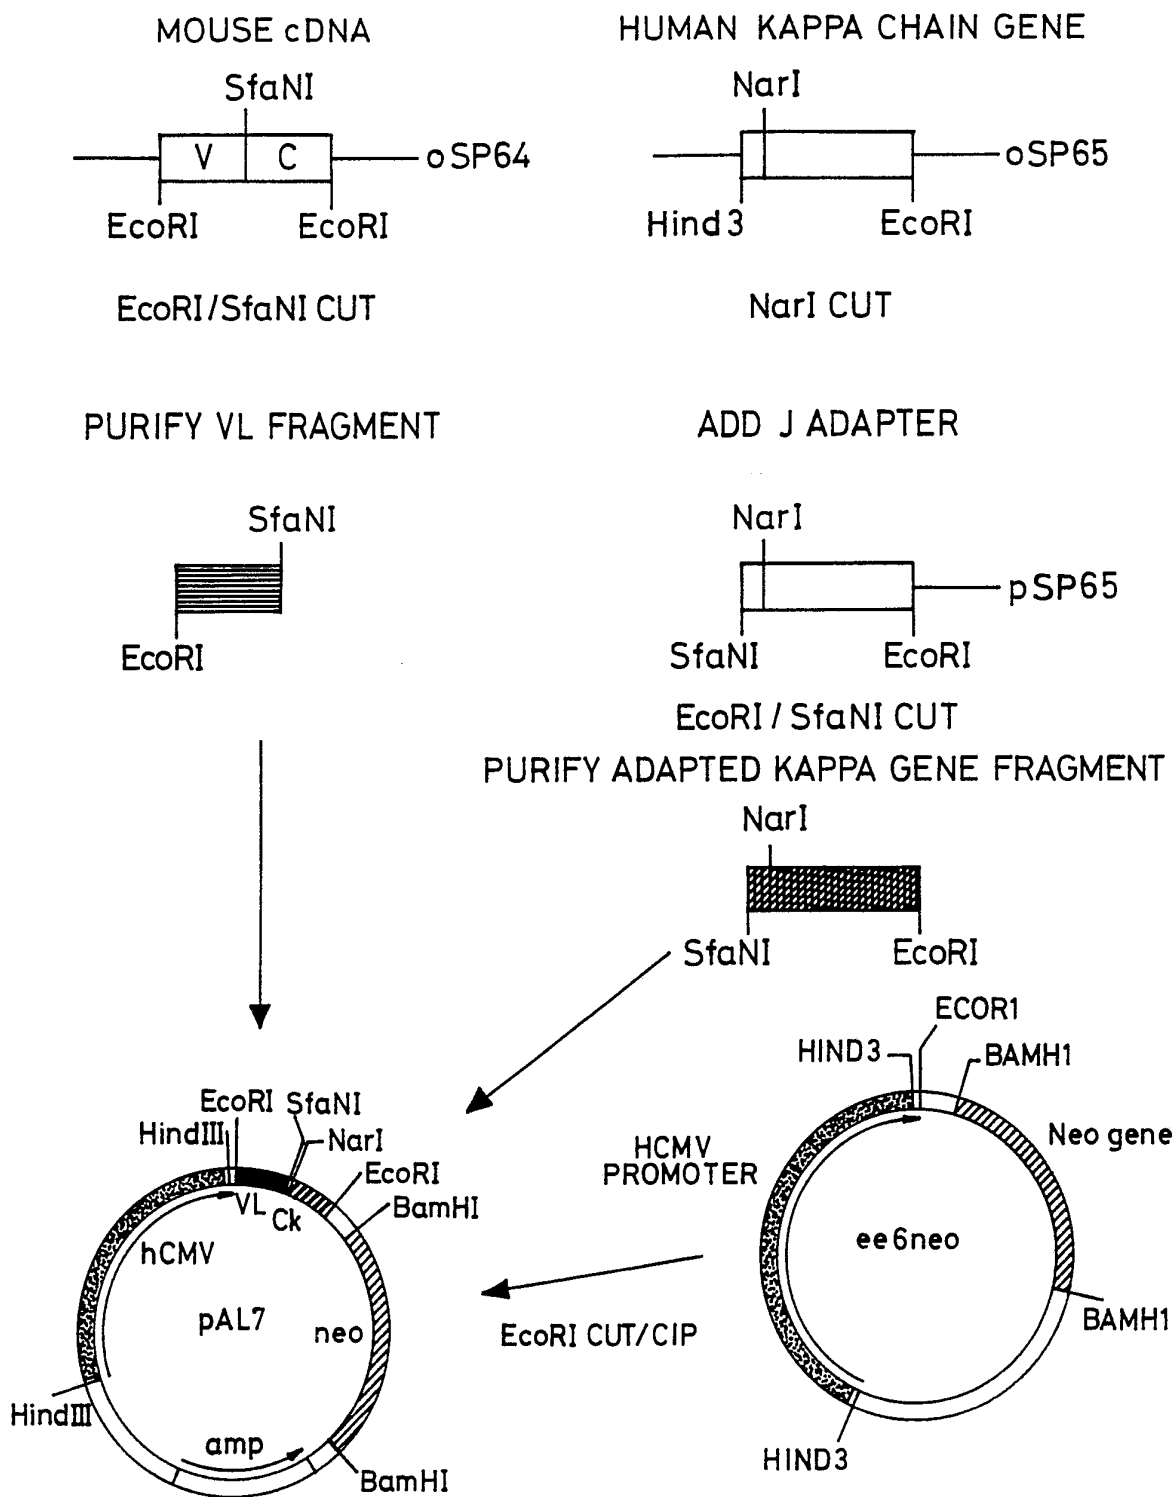 MOUSE cDNA
SfaNI
V C
oSP64
EcoRI EcoRI
EcoRI/SfaNI CUT
HUMAN KAPPA CHAIN GENE
NarI
oSP65
Hind3 EcoRI
NarI CUT
PURIFY VL FRAGMENT
SfaNI
EcoRI
ADD J ADAPTER
NarI
pSP65
SfaNI EcoRI
EcoRI / SfaNI CUT
PURIFY ADAPTED KAPPA GENE FRAGMENT
NarI
SfaNI EcoRI
EcoRI SfaNI
HindIII NarI
EcoRI
BamHI
VL Ck
hCMV
pAL7
neo
HindIII
amp
BamHI
EcoRI CUT/CIP
ECOR1
HIND3 BAMH1
HCMV
PROMOTER
Neo gene
ee6neo
BAMH1
HIND3